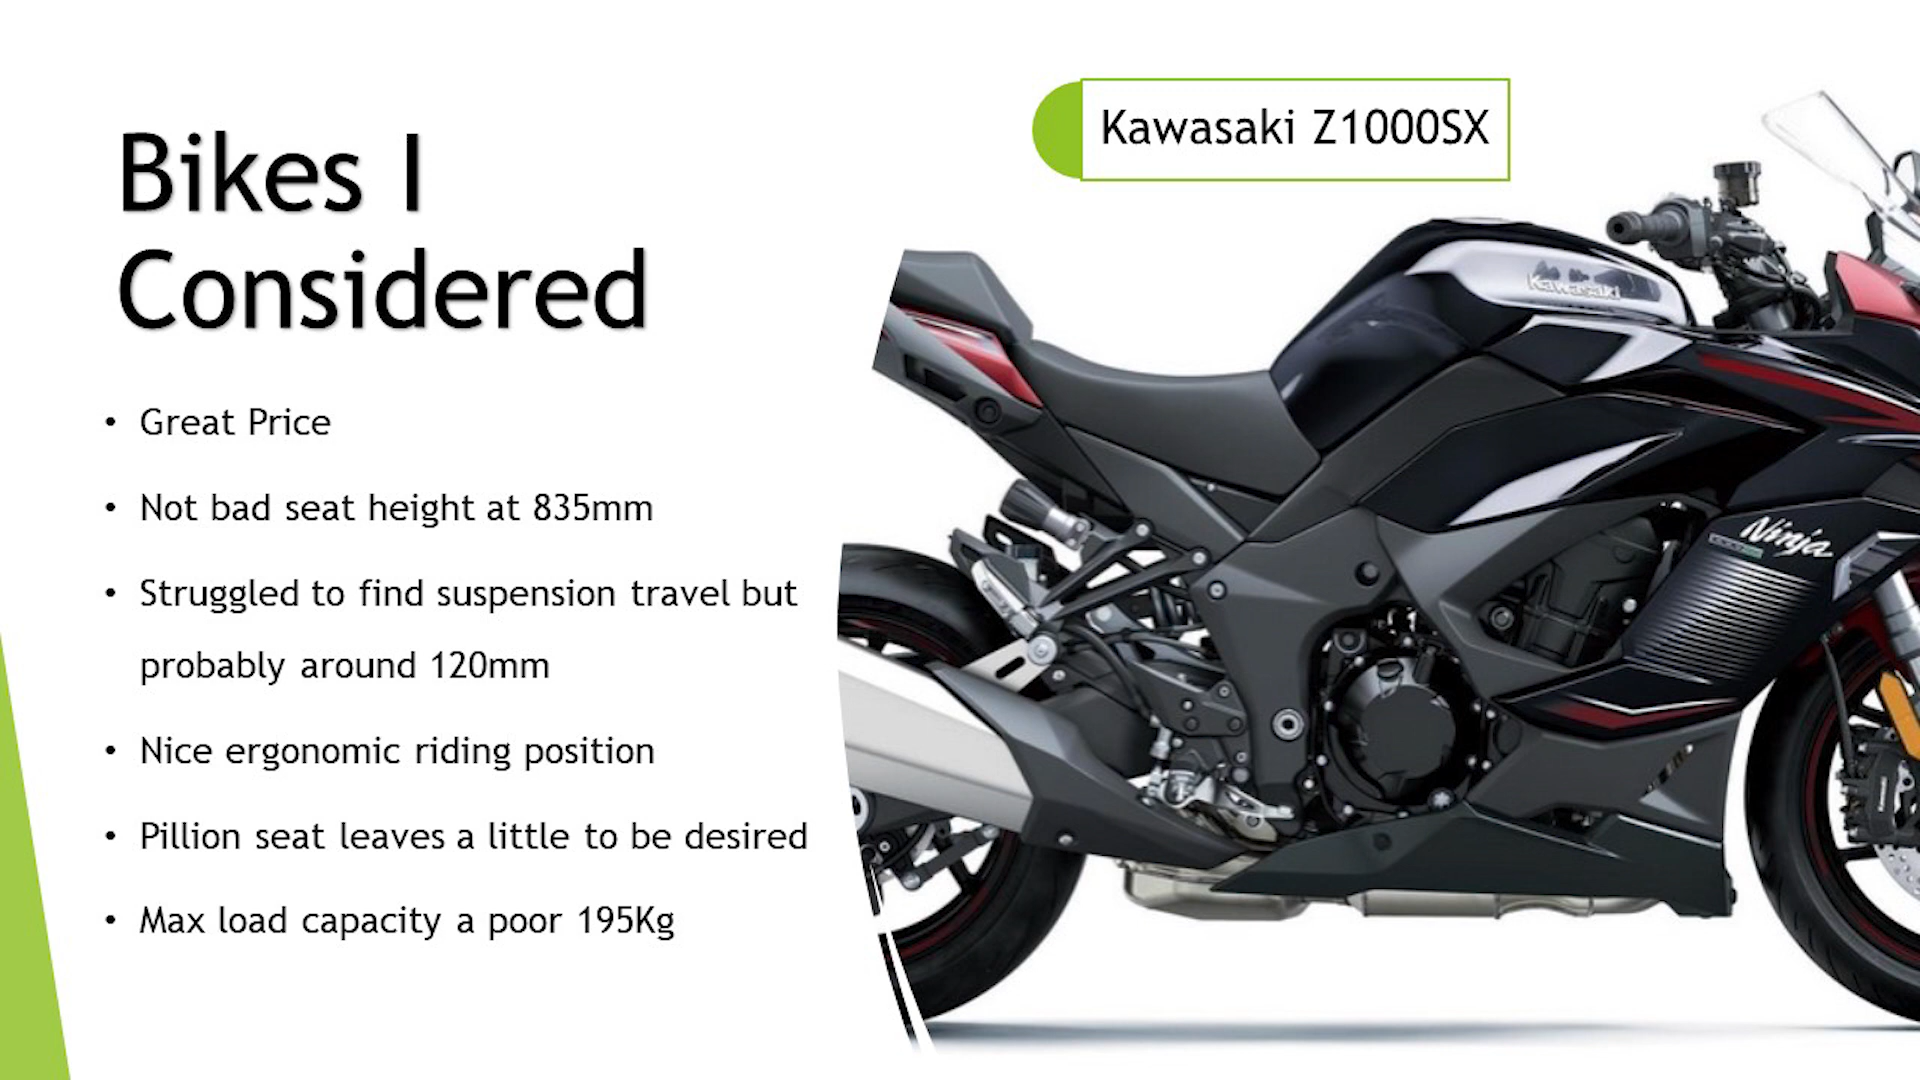 Bikes I
Considered
Kawasaki Z1000SX
• Great Price
• Not bad seat height at 835mm
• Struggled to find suspension travel but
probably around 120mm
• Nice ergonomic riding position
• Pillion seat leaves a little to be desired
• Max load capacity a poor 195Kg
Kawasaki
Ninja